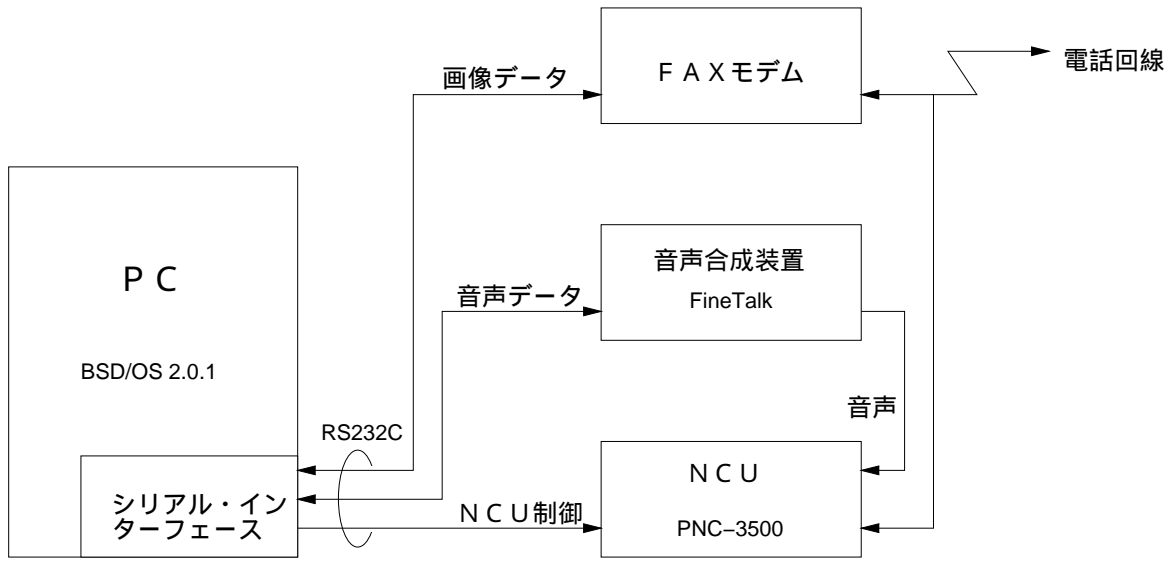 画像データ
ＦＡＸモデム
電話回線
ＰＣ
BSD/OS 2.0.1
音声データ
音声合成装置
FineTalk
音声
RS232C
シリアル・イン
ターフェース
ＮＣＵ制御
ＮＣＵ
PNC−3500